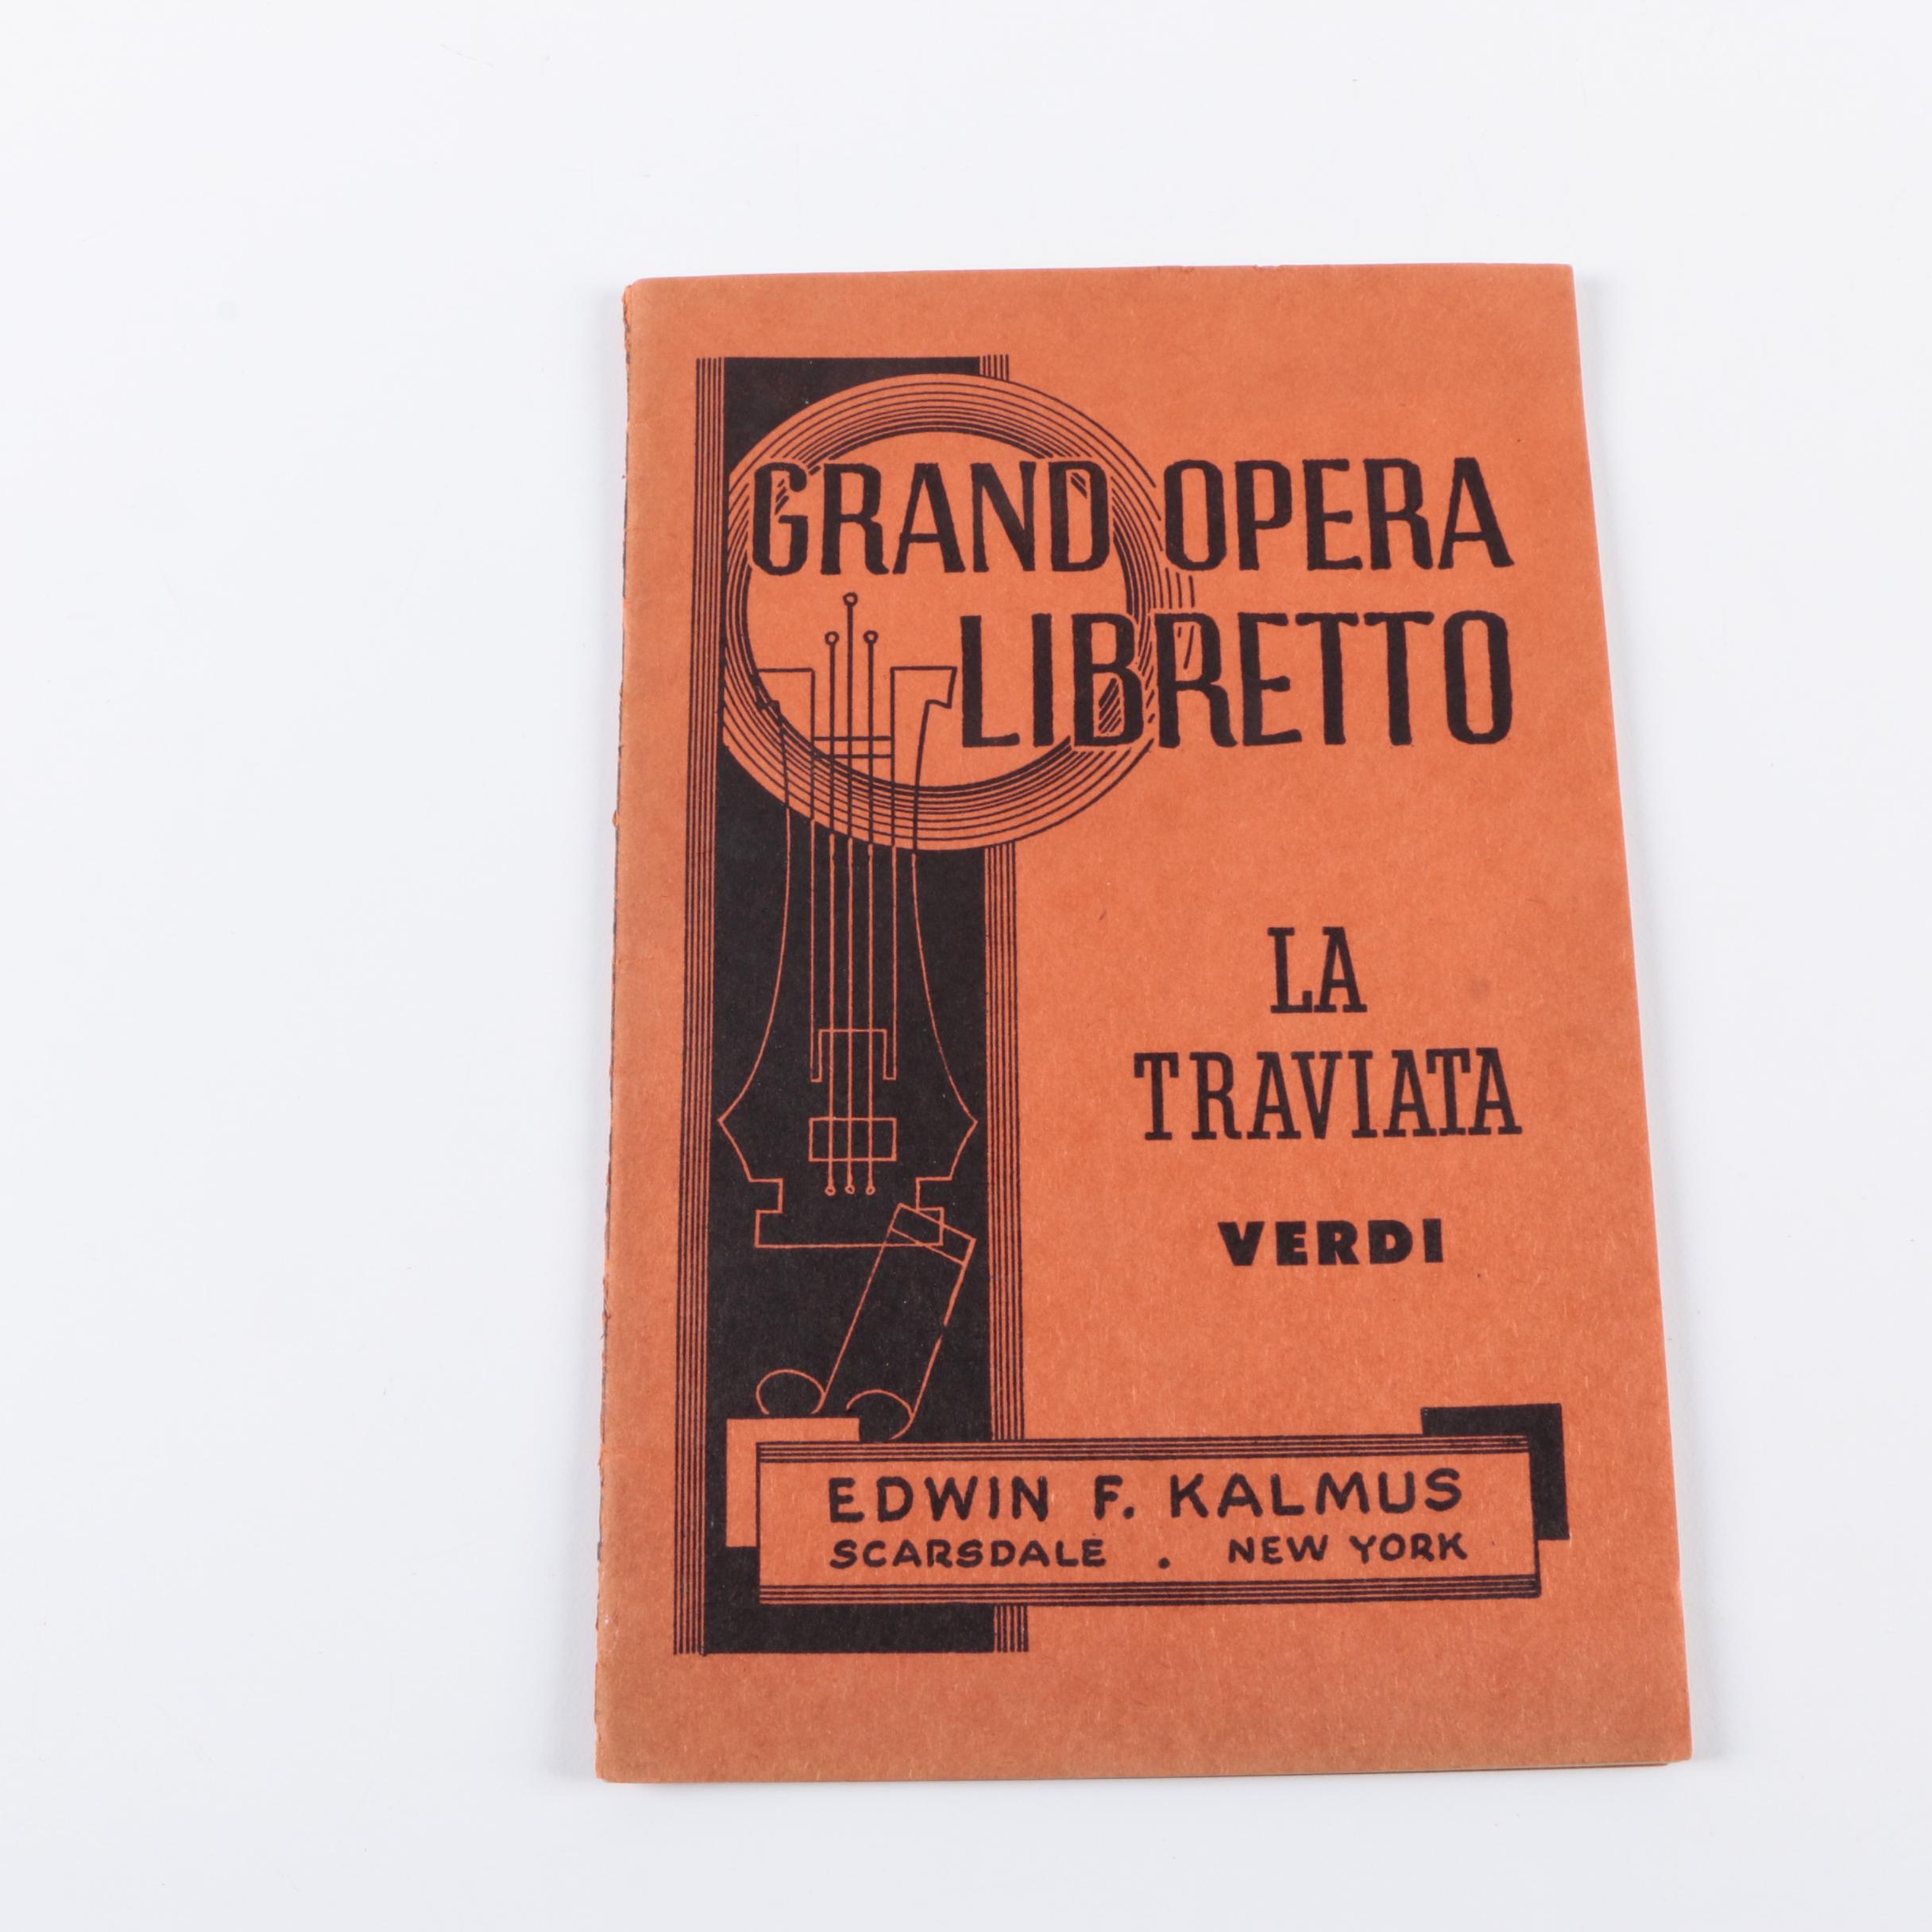 GRAND OPERA
LIBRETTO
LA
TRAVIATA
VERDI
EDWIN F. KALMUS
SCARSDALE . NEW YORK